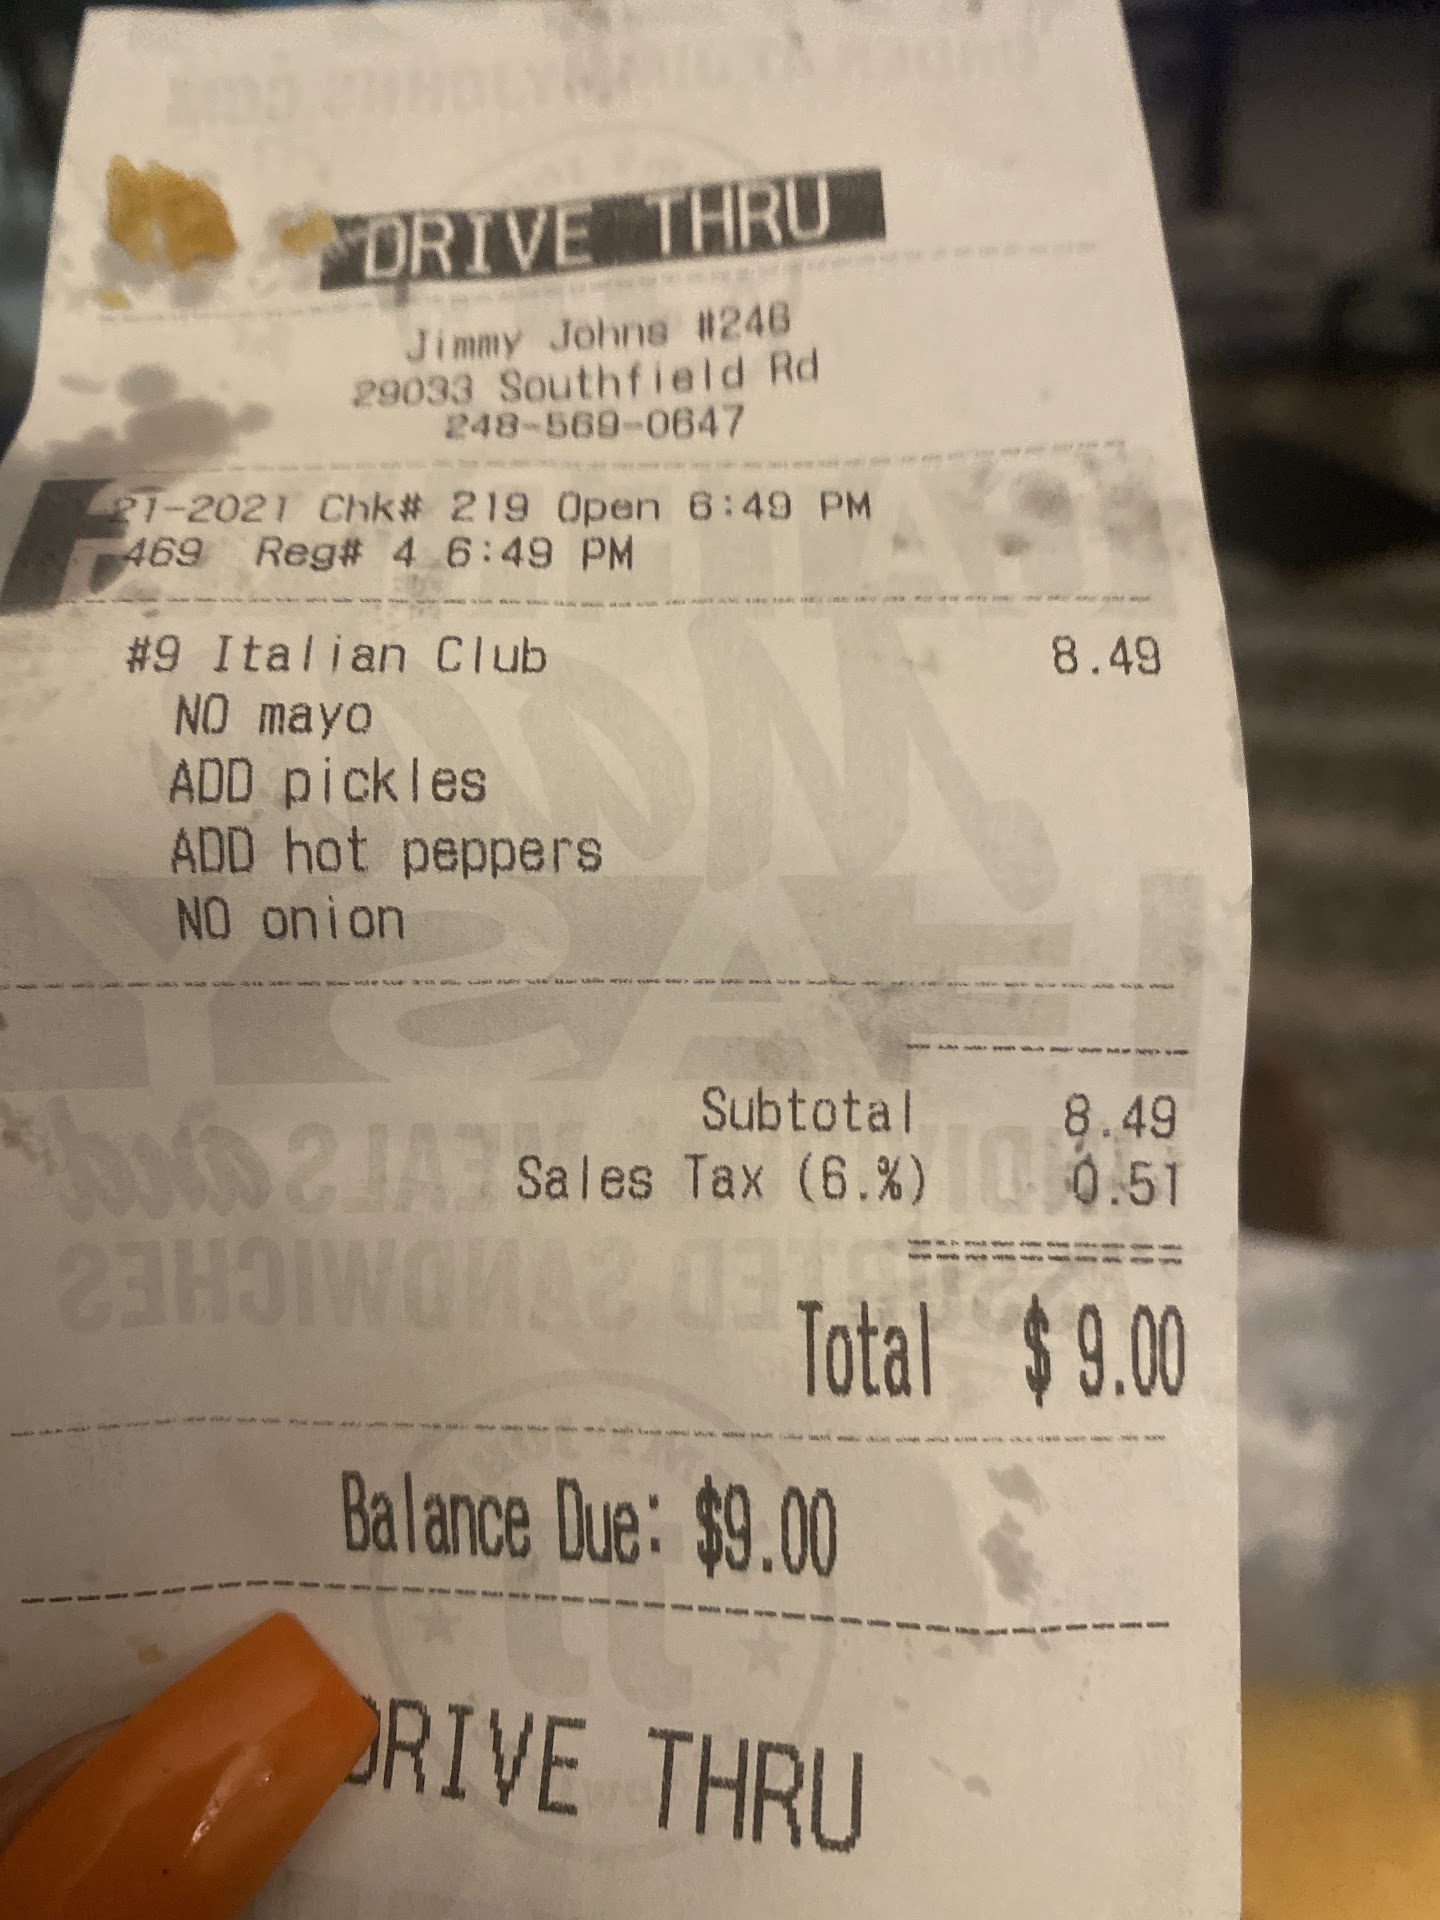 DRIVE THRU
Jimmy Johns #246
29033 Southfield Rd
248-569-0647
21-2021 Chk# 219 Open 6:49 PM
469 Reg# 4 6:49 PM
#9 Italian Club 8.49
NO mayo
ADD pickles
ADD hot peppers
NO onion
Subtotal 8.49
Sales Tax (6.%) 0.51
Total $ 9.00
Balance Due: $9.00
DRIVE THRU